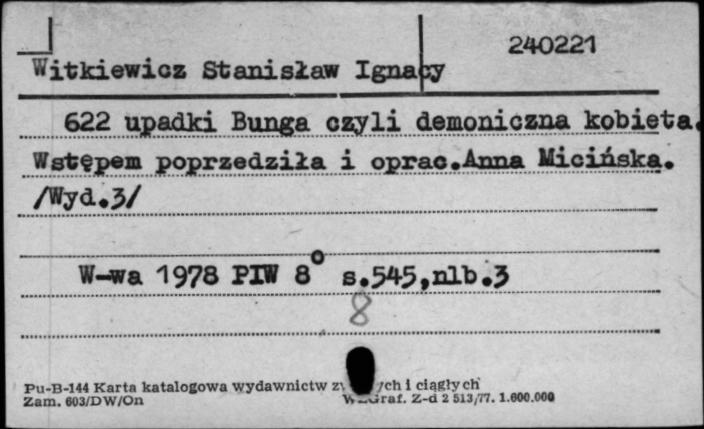 240221
Witkiewicz Stanisław Ignacy
622 upadki Bunga czyli demoniczna kobieta.
Wstępem poprzedziła i oprac.Anna Micińska.
/Wyd.3/
W-wa 1978 PIW 8° s.545,nlb.3
8
Pu-B-144 Karta katalogowa wydawnictw i ciągłych
Zam. 603/DW/On Z-d 2 513/77. 1.600.000